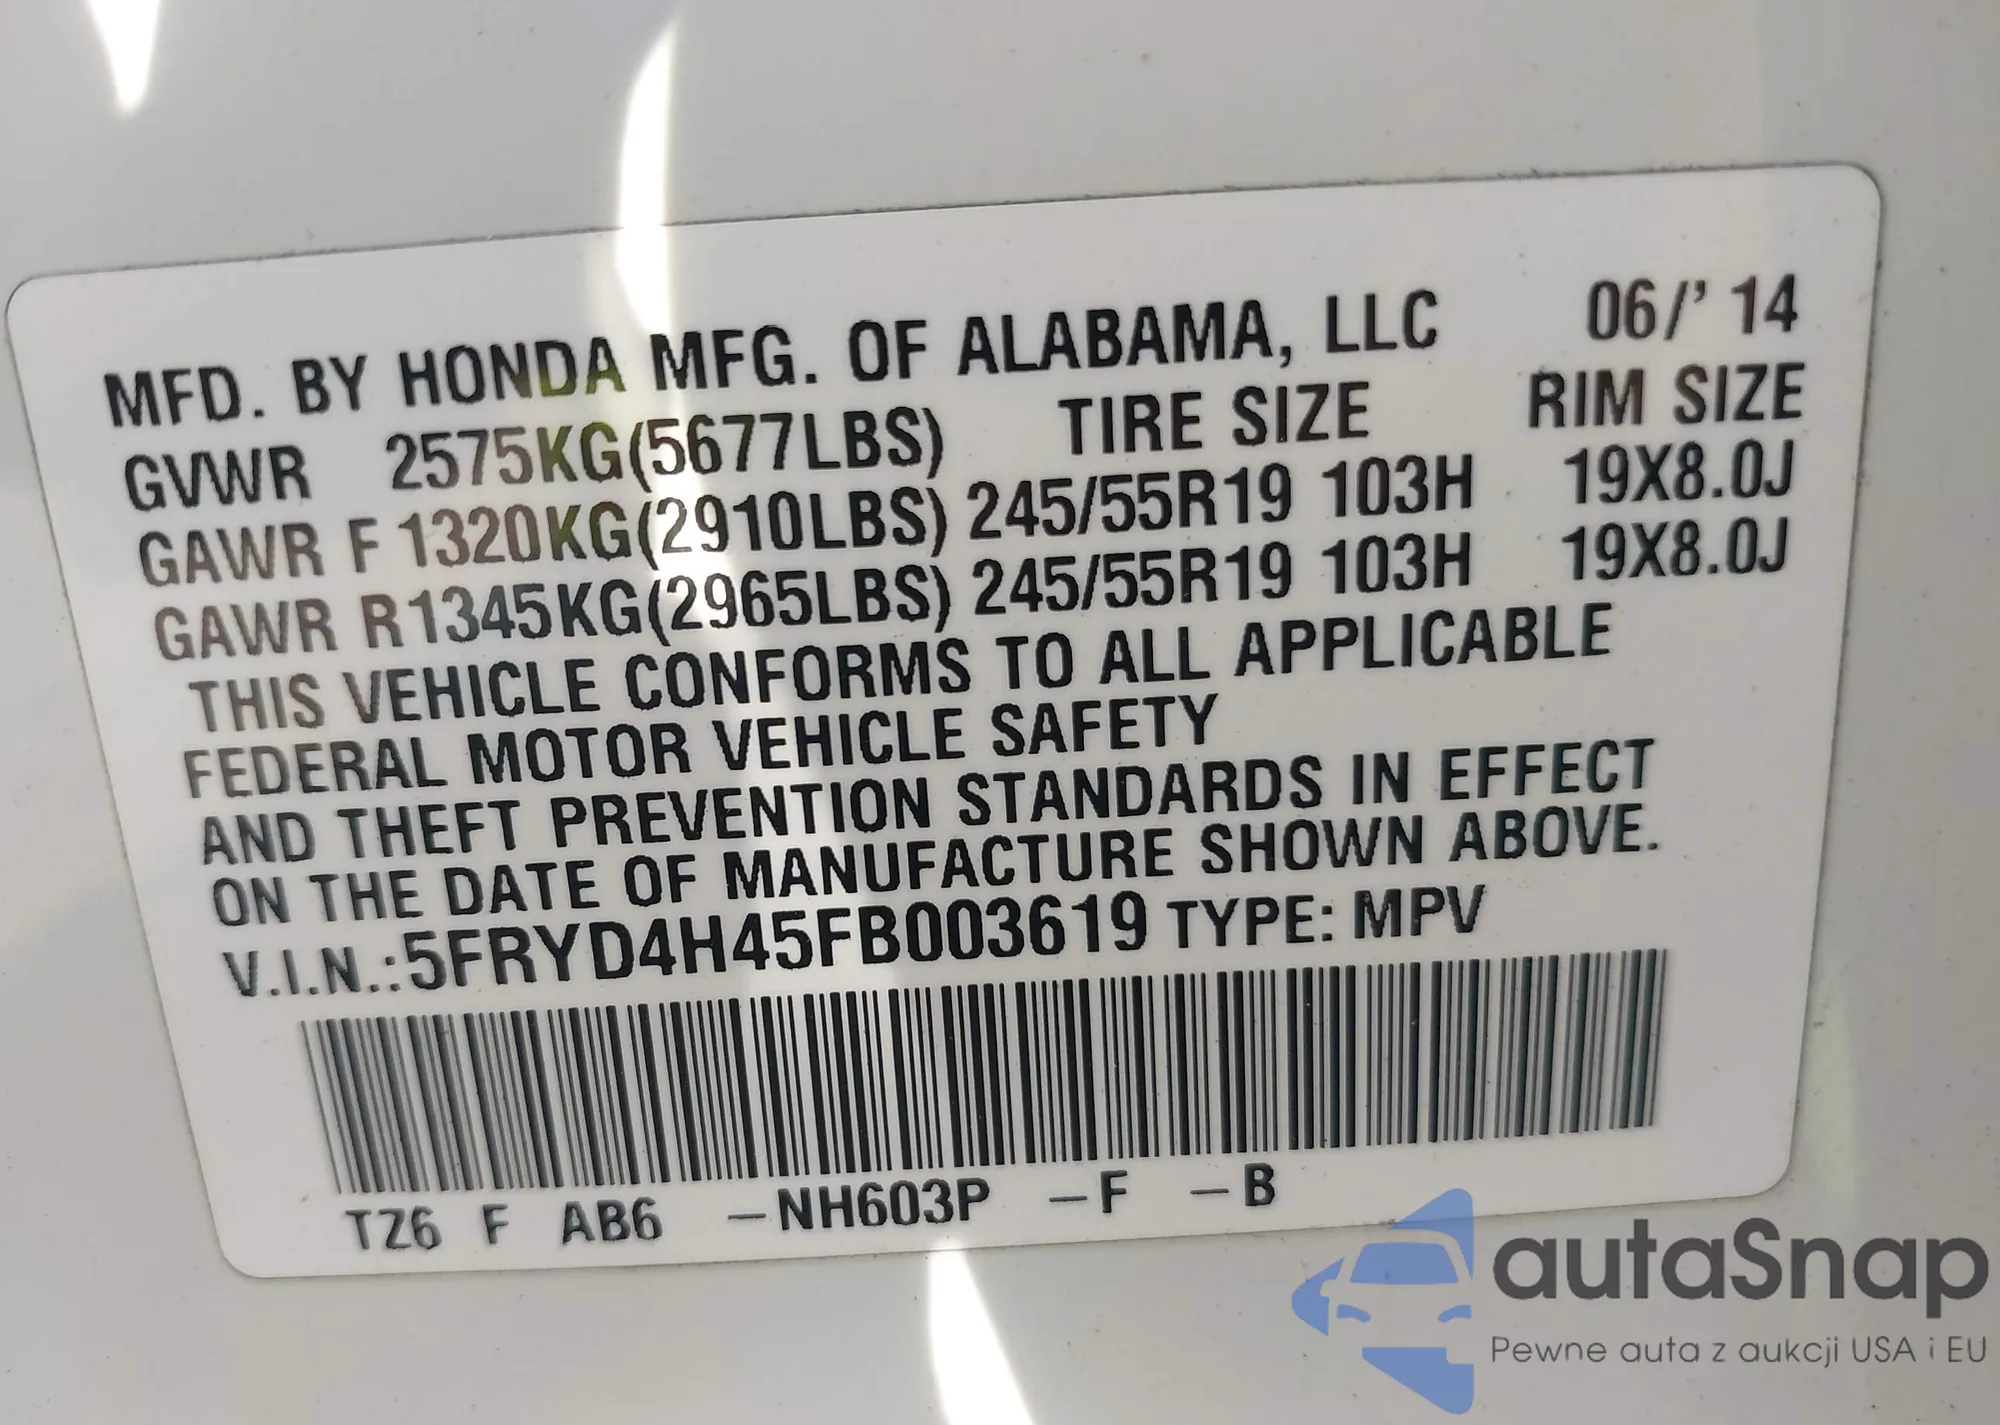 MFD. BY HONDA MFG. OF ALABAMA, LLC 06/'14
GVWR 2575KG(5677LBS) TIRE SIZE RIM SIZE
GAWR F 1320KG(2910LBS) 245/55R19 103H 19X8.0J
GAWR R1345KG(2965LBS) 245/55R19 103H 19X8.0J
THIS VEHICLE CONFORMS TO ALL APPLICABLE
FEDERAL MOTOR VEHICLE SAFETY
AND THEFT PREVENTION STANDARDS IN EFFECT
ON THE DATE OF MANUFACTURE SHOWN ABOVE.
V.I.N.:5FRYD4H45FB003619 TYPE: MPV
TZ6 F AB6 -NH603P -F -B
autaSnap
Pewne auta z aukcji USA i EU